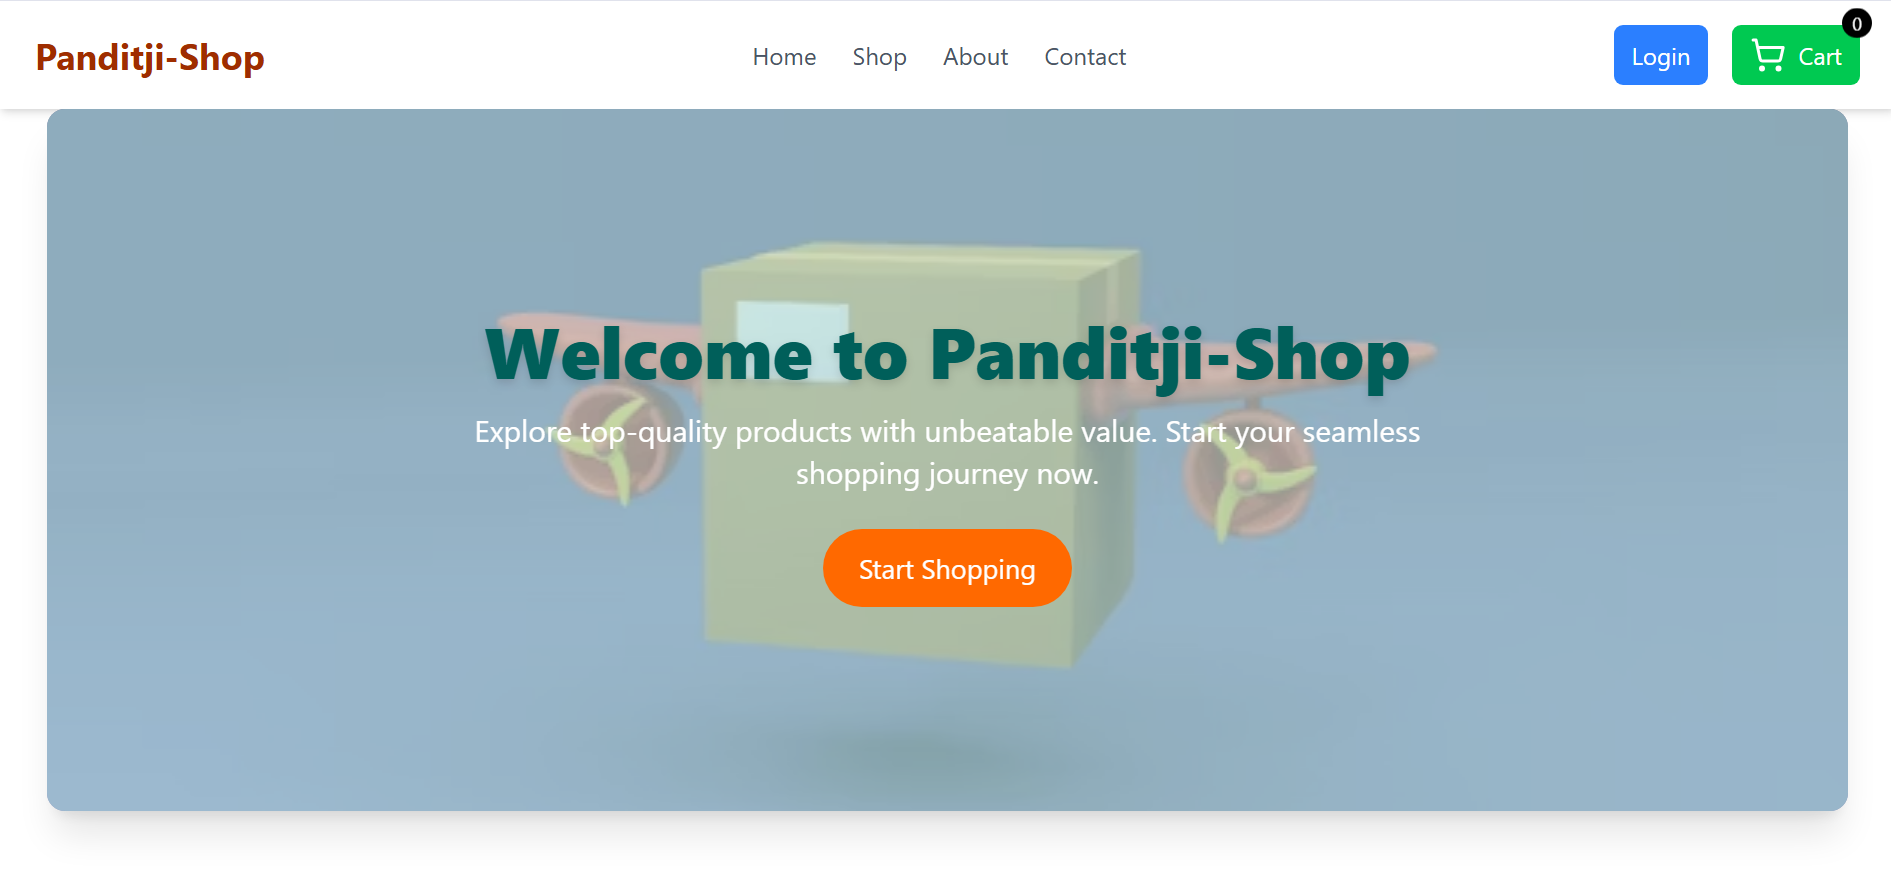 Panditji-Shop
Home Shop About Contact
Login
Cart
0
Welcome to Panditji-Shop
Explore top-quality products with unbeatable value. Start your seamless
shopping journey now.
Start Shopping